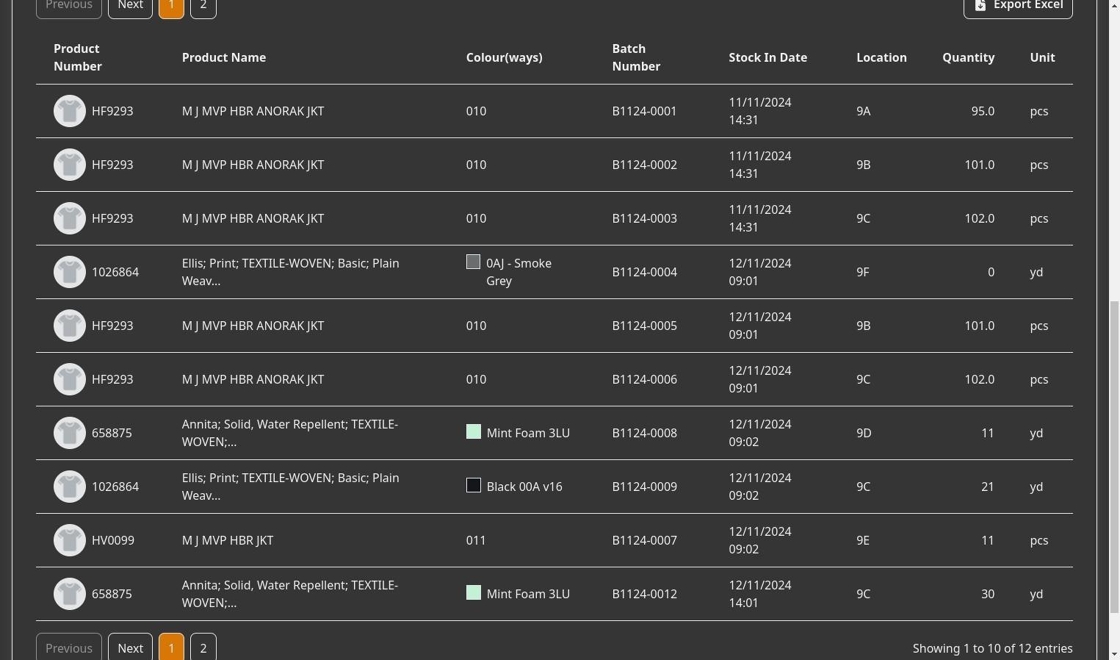 Previous Next 1 2 Export Excel
Product Number Product Name Colour(ways) Batch Number Stock In Date Location Quantity Unit
HF9293 M J MVP HBR ANORAK JKT 010 B1124-0001 11/11/2024 14:31 9A 95.0 pcs
HF9293 M J MVP HBR ANORAK JKT 010 B1124-0002 11/11/2024 14:31 9B 101.0 pcs
HF9293 M J MVP HBR ANORAK JKT 010 B1124-0003 11/11/2024 14:31 9C 102.0 pcs
1026864 Ellis; Print; TEXTILE-WOVEN; Basic; Plain Weav... 0AJ - Smoke Grey B1124-0004 12/11/2024 09:01 9F 0 yd
HF9293 M J MVP HBR ANORAK JKT 010 B1124-0005 12/11/2024 09:01 9B 101.0 pcs
HF9293 M J MVP HBR ANORAK JKT 010 B1124-0006 12/11/2024 09:01 9C 102.0 pcs
658875 Annita; Solid, Water Repellent; TEXTILE-WOVEN;... Mint Foam 3LU B1124-0008 12/11/2024 09:02 9D 11 yd
1026864 Ellis; Print; TEXTILE-WOVEN; Basic; Plain Weav... Black 00A v16 B1124-0009 12/11/2024 09:02 9C 21 yd
HV0099 M J MVP HBR JKT 011 B1124-0007 12/11/2024 09:02 9E 11 pcs
658875 Annita; Solid, Water Repellent; TEXTILE-WOVEN;... Mint Foam 3LU B1124-0012 12/11/2024 14:01 9C 30 yd
Previous Next 1 2 Showing 1 to 10 of 12 entries